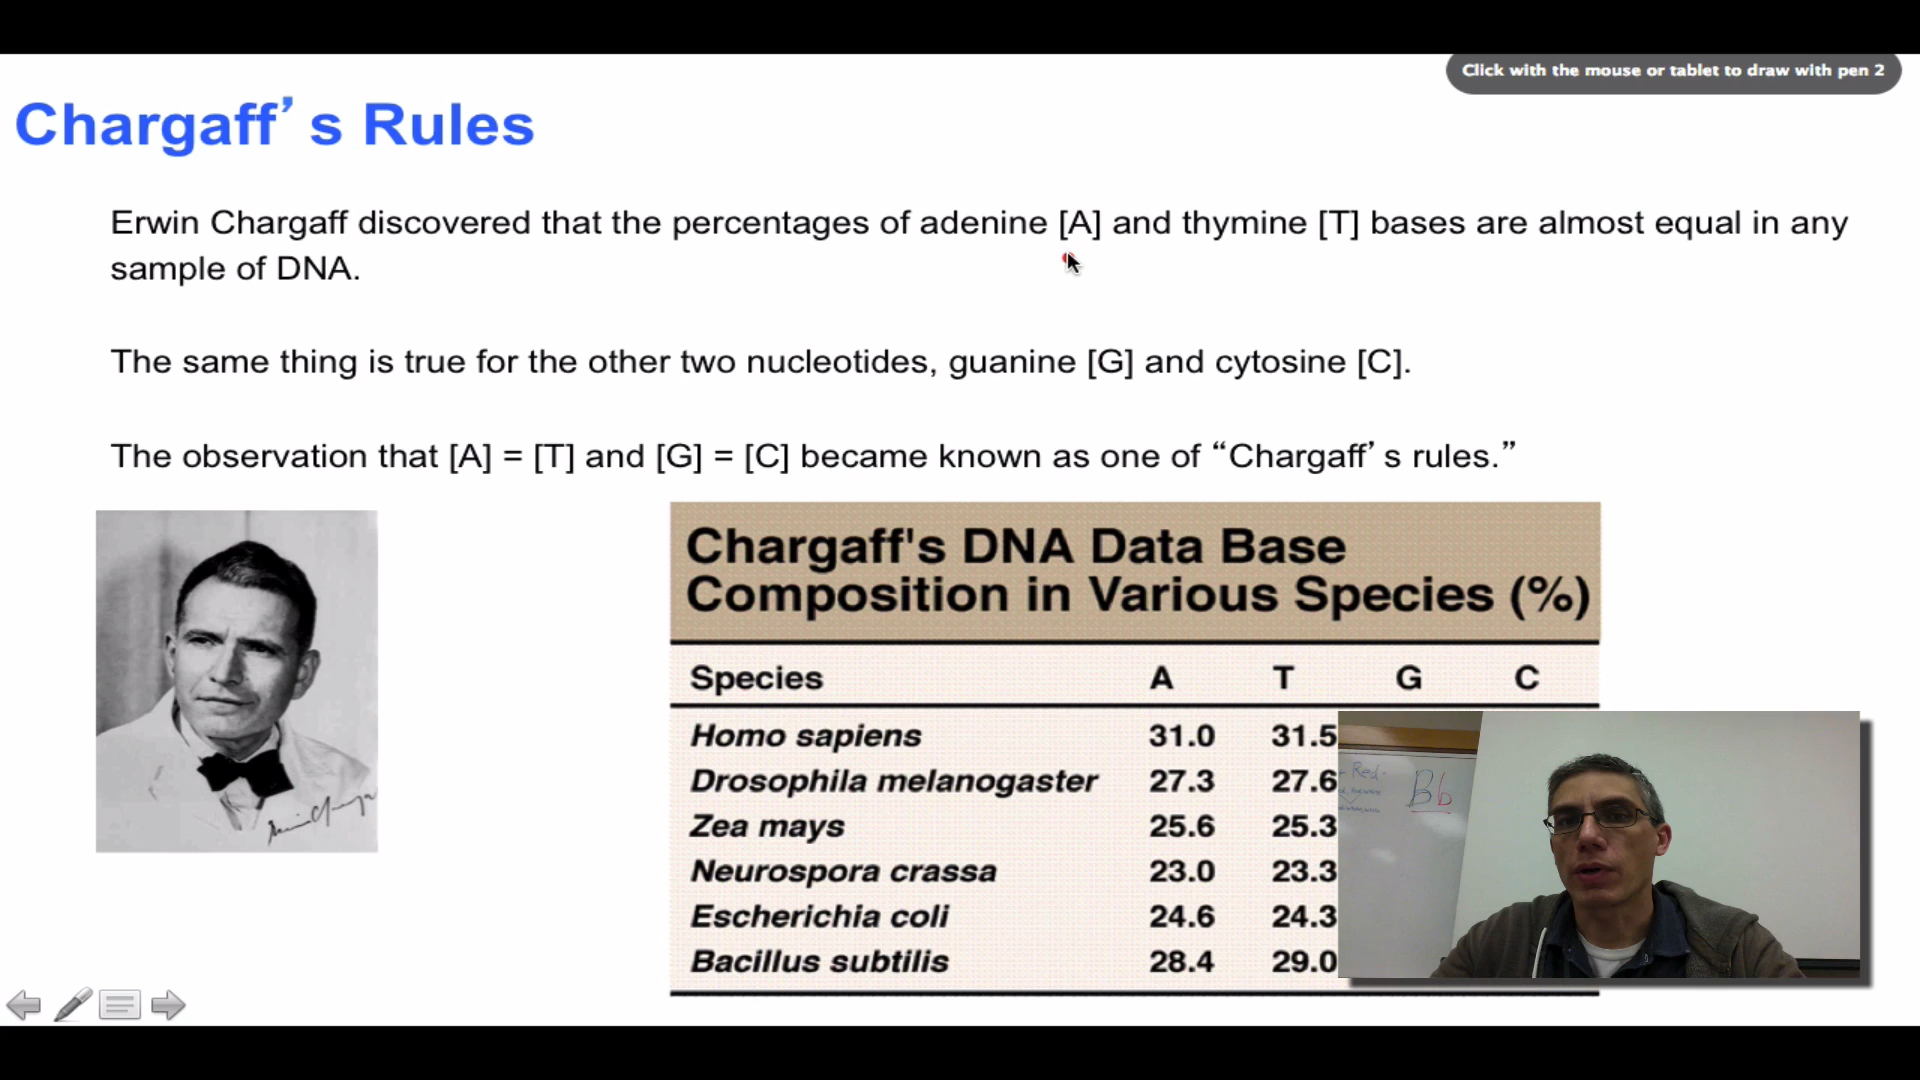 Click with the mouse or tablet to draw with pen 2
Chargaff’s Rules
Erwin Chargaff discovered that the percentages of adenine [A] and thymine [T] bases are almost equal in any
sample of DNA.
The same thing is true for the other two nucleotides, guanine [G] and cytosine [C].
The observation that [A] = [T] and [G] = [C] became known as one of “Chargaff’s rules.”
Chargaff's DNA Data Base
Composition in Various Species (%)
Species A T G C
Homo sapiens 31.0 31.5
Drosophila melanogaster 27.3 27.6
Zea mays 25.6 25.3
Neurospora crassa 23.0 23.3
Escherichia coli 24.6 24.3
Bacillus subtilis 28.4 29.0
Red
Bb